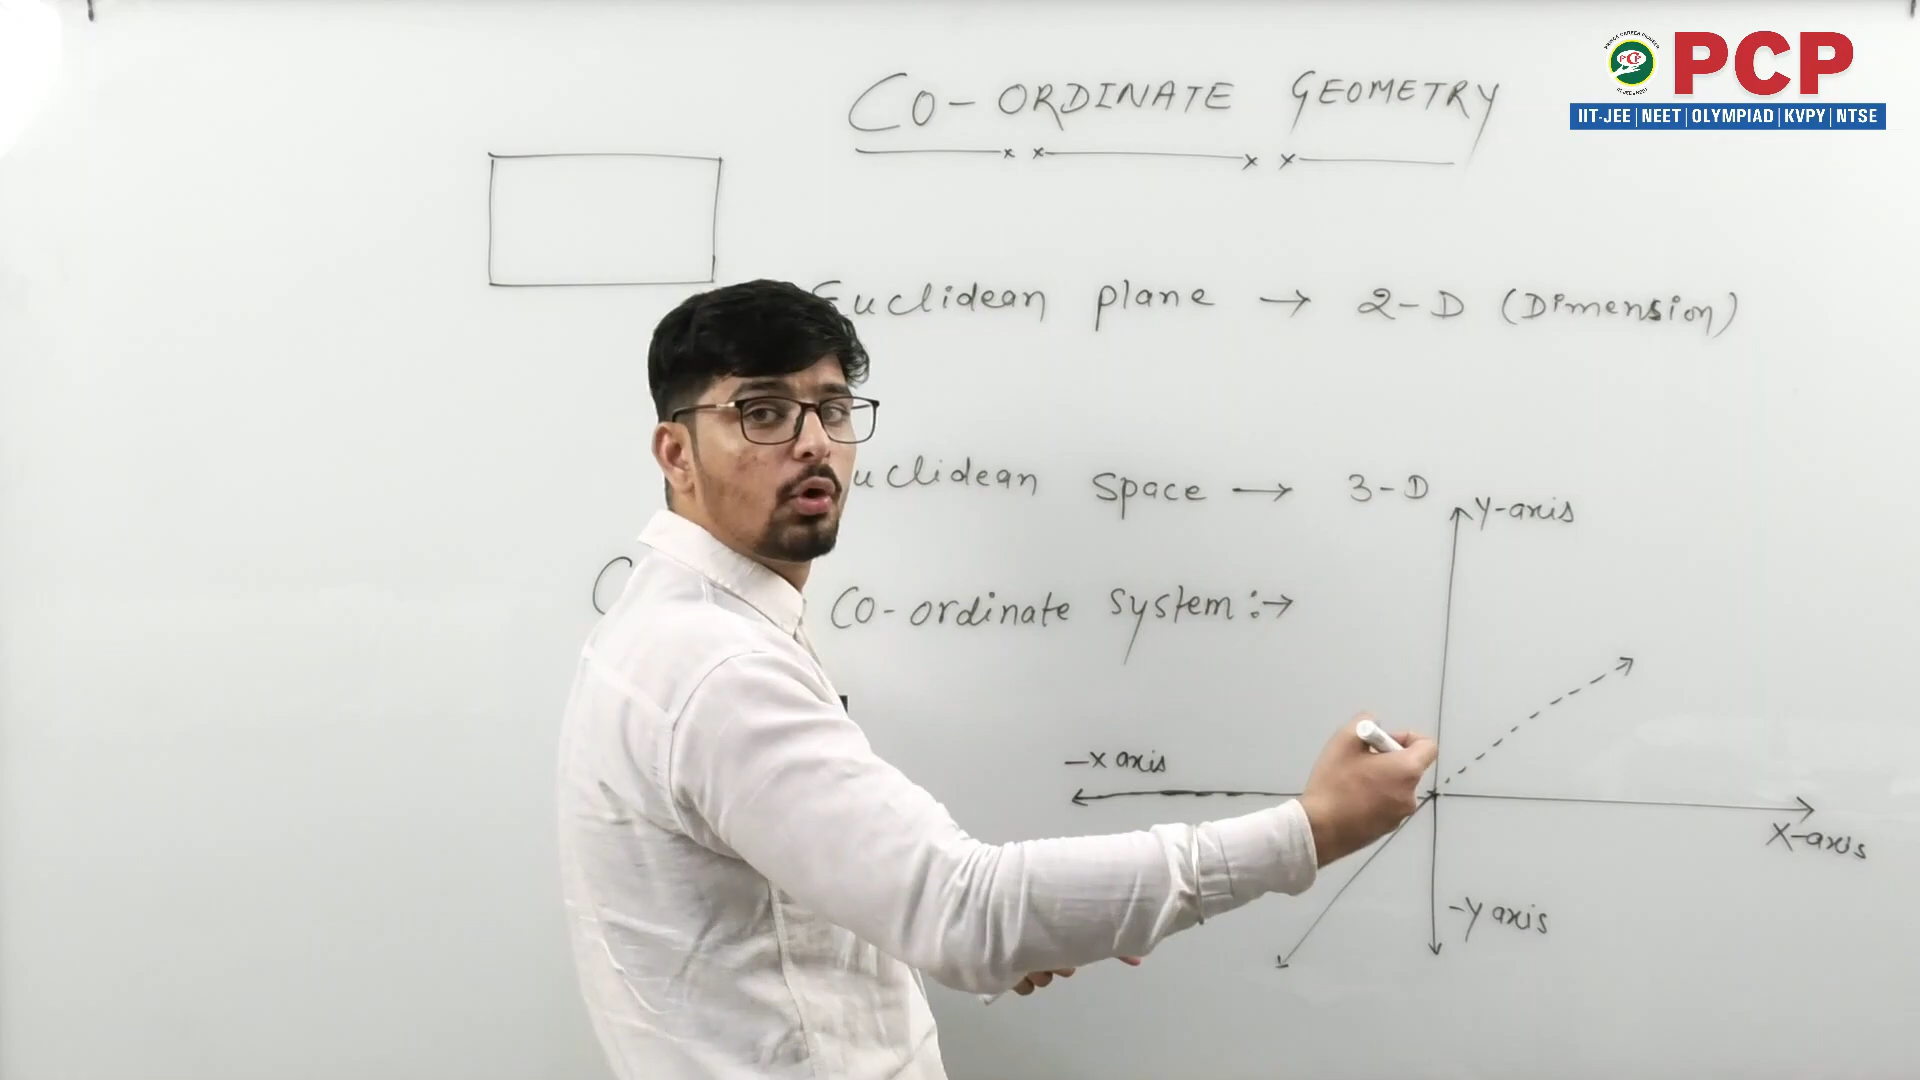 PCP
IIT-JEE | NEET | OLYMPIAD | KVPY | NTSE
CO-ORDINATE GEOMETRY
Euclidean plane → 2-D (Dimension)
uclidean space → 3-D
Co-ordinate system :→
Y-axis
-x axis
X-axis
-y axis